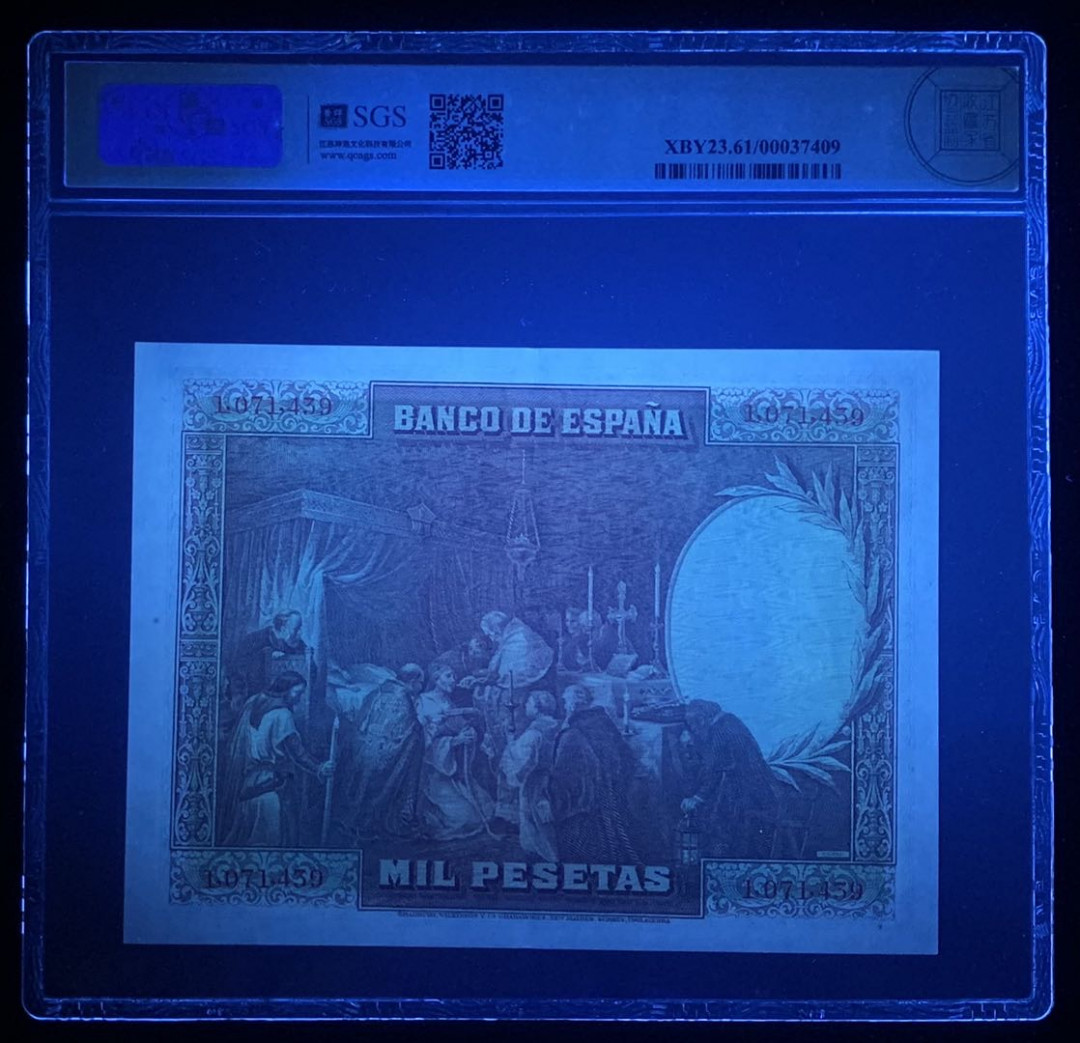 SGS
www.qcags.com
XBY23.61/00037409
1.071.459 1.071.459
BANCO DE ESPAÑA
MIL PESETAS
1.071.459 1.071.459